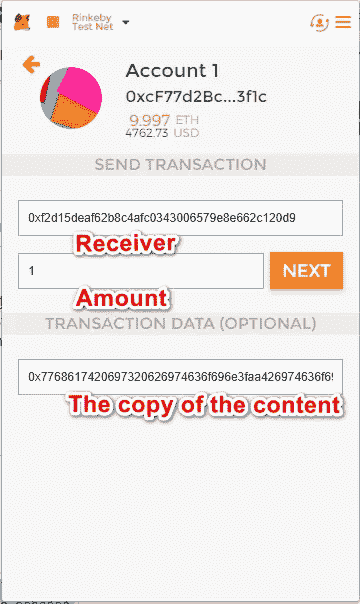 Rinkeby
Test Net
Account 1
0xcF77d2Bc...3f1c
9.997 ETH
4762.73 USD
SEND TRANSACTION
0xf2d15deaf62b8c4afc0343006579e8e662c120d9
Receiver
1
NEXT
Amount
TRANSACTION DATA (OPTIONAL)
0x7768617420697320626974636f696e3faa426974636f69
The copy of the content